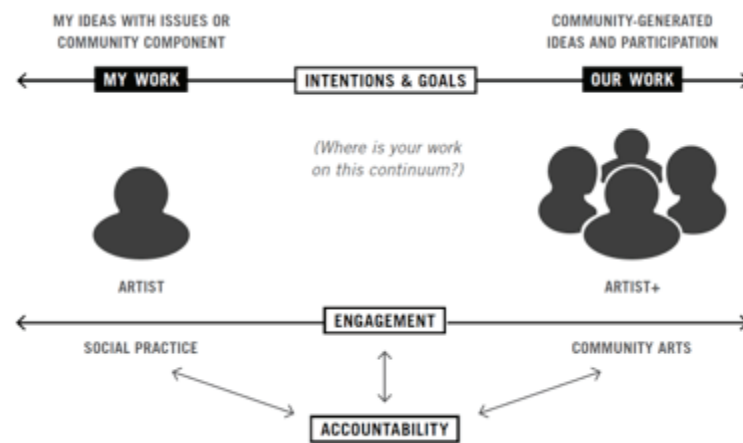 MY IDEAS WITH ISSUES OR
COMMUNITY COMPONENT
COMMUNITY-GENERATED
IDEAS AND PARTICIPATION
MY WORK
INTENTIONS & GOALS
OUR WORK
(Where is your work
on this continuum?)
ARTIST
ARTIST+
ENGAGEMENT
SOCIAL PRACTICE
COMMUNITY ARTS
ACCOUNTABILITY